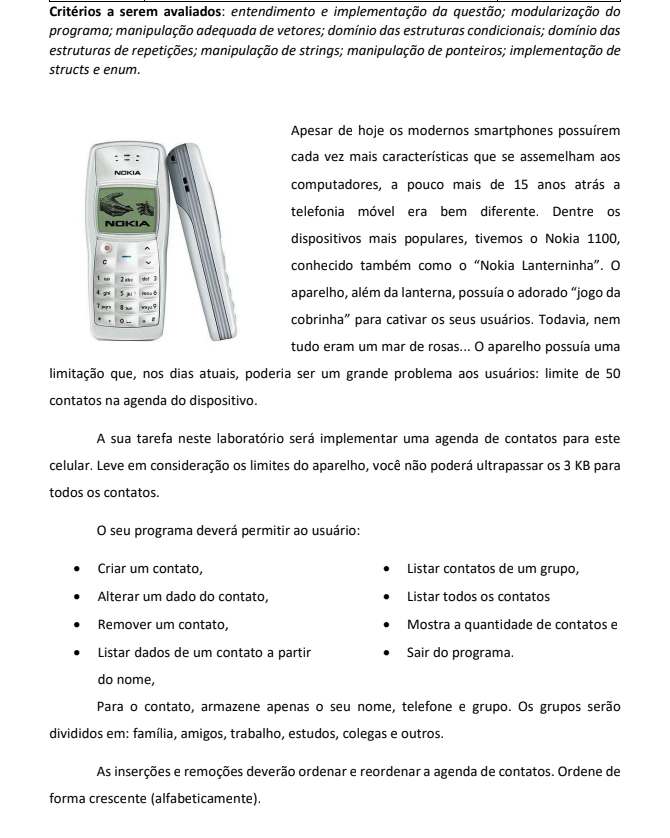 Critérios a serem avaliados: entendimento e implementação da questão; modularização do
programa; manipulação adequada de vetores; domínio das estruturas condicionais; domínio das
estruturas de repetições; manipulação de strings; manipulação de ponteiros; implementação de
structs e enum.
Apesar de hoje os modernos smartphones possuírem
cada vez mais características que se assemelham aos
computadores, a pouco mais de 15 anos atrás a
telefonia móvel era bem diferente. Dentre os
dispositivos mais populares, tivemos o Nokia 1100,
conhecido também como o “Nokia Lanterninha”. O
aparelho, além da lanterna, possuía o adorado “jogo da
cobrinha” para cativar os seus usuários. Todavia, nem
tudo eram um mar de rosas... O aparelho possuía uma
limitação que, nos dias atuais, poderia ser um grande problema aos usuários: limite de 50
contatos na agenda do dispositivo.
NOKIA
NOKIA
A sua tarefa neste laboratório será implementar uma agenda de contatos para este
celular. Leve em consideração os limites do aparelho, você não poderá ultrapassar os 3 KB para
todos os contatos.
O seu programa deverá permitir ao usuário:
• Criar um contato,
• Alterar um dado do contato,
• Remover um contato,
• Listar dados de um contato a partir
do nome,
• Listar contatos de um grupo,
• Listar todos os contatos
• Mostra a quantidade de contatos e
• Sair do programa.
Para o contato, armazene apenas o seu nome, telefone e grupo. Os grupos serão
divididos em: família, amigos, trabalho, estudos, colegas e outros.
As inserções e remoções deverão ordenar e reordenar a agenda de contatos. Ordene de
forma crescente (alfabeticamente).